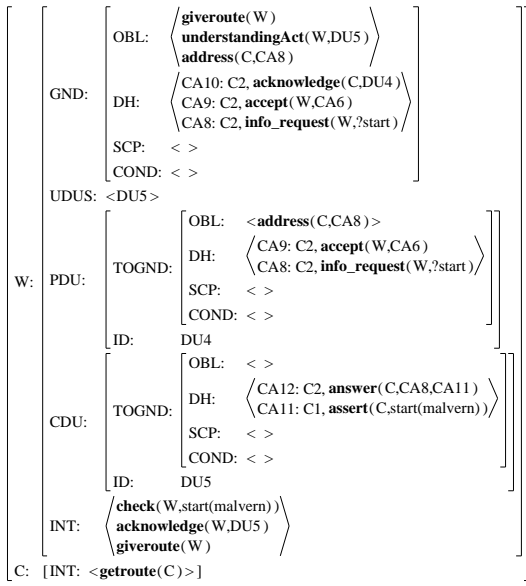 OBL: giveroute(W)
understandingAct(W,DU5)
address(C,CA8)
GND: DH: CA10: C2, acknowledge(C,DU4)
CA9: C2, accept(W,CA6)
CA8: C2, info_request(W,?start)
SCP: < >
COND: < >
UDUS: <DU5>
OBL: <address(C,CA8)>
DH: CA9: C2, accept(W,CA6)
CA8: C2, info_request(W,?start)
W: PDU: TOGND: SCP: < >
COND: < >
ID: DU4
OBL: < >
DH: CA12: C2, answer(C,CA8,CA11)
CA11: C1, assert(C,start(malvern))
CDU: TOGND: SCP: < >
COND: < >
ID: DU5
INT: check(W,start(malvern))
acknowledge(W,DU5)
giveroute(W)
C: [INT: <getroute(C)>]